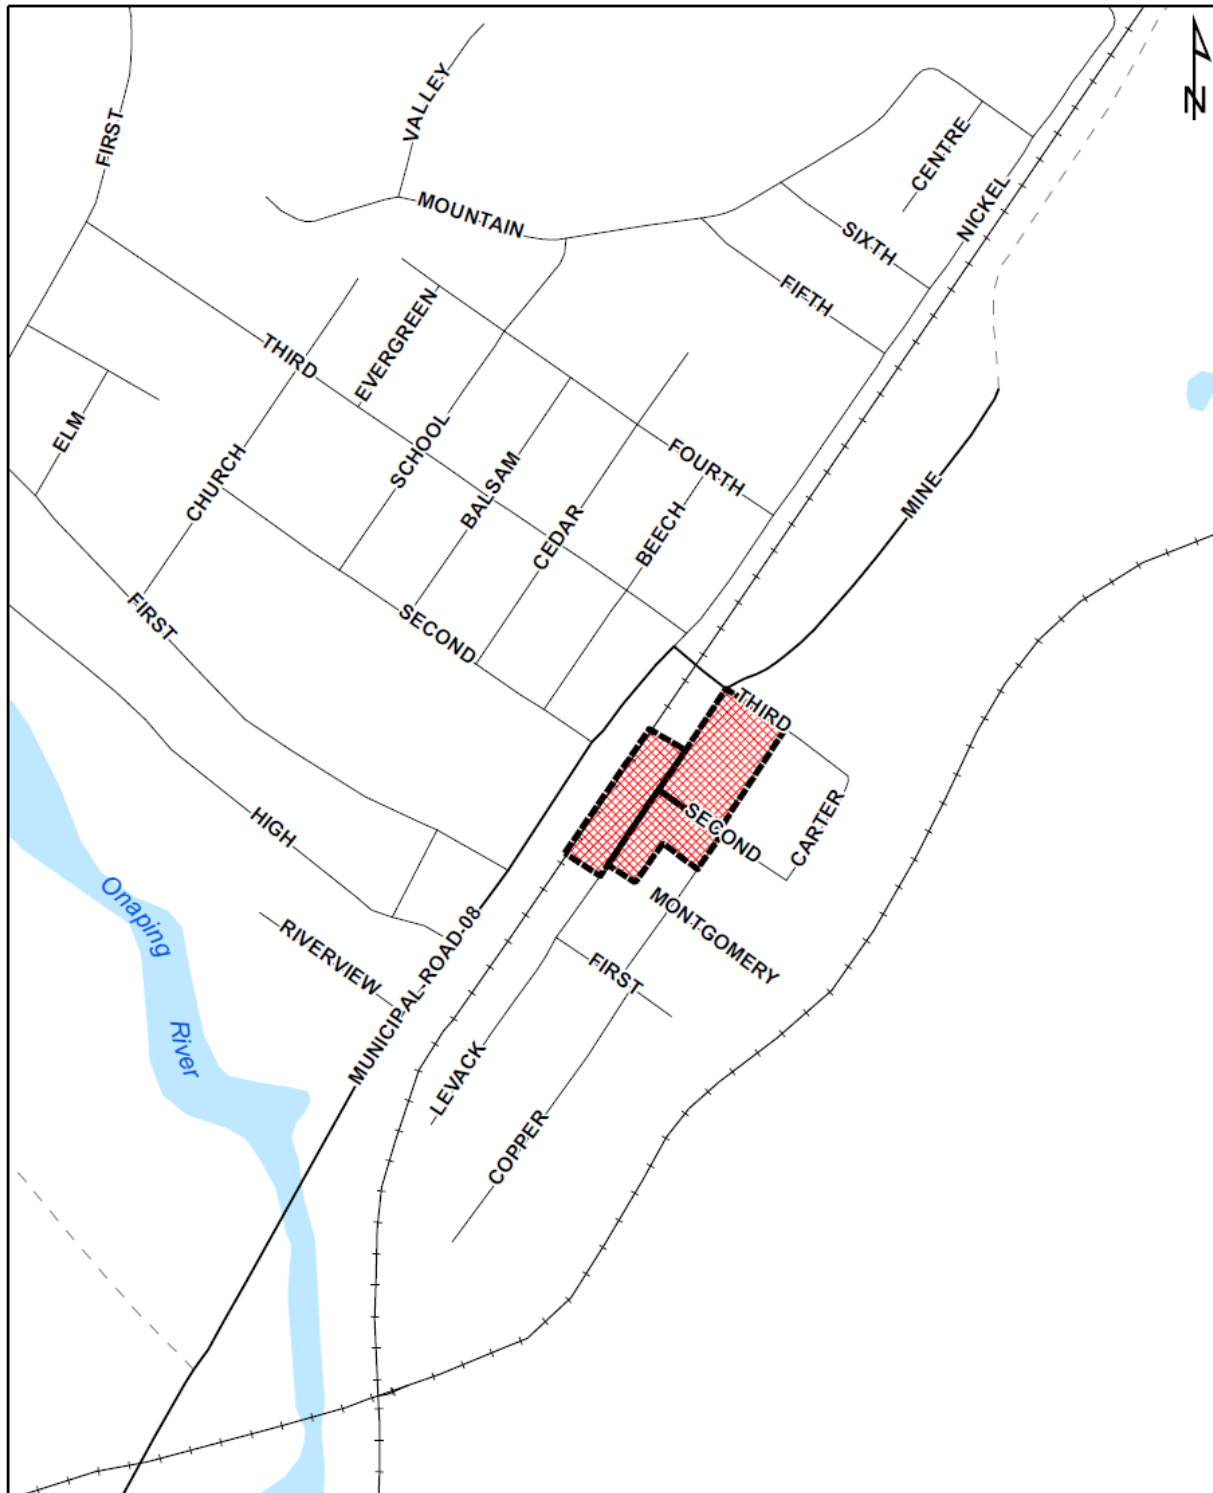 N
FIRST
VALLEY
CENTRE
MOUNTAIN
NICKEL
SIXTH
FIFTH
THIRD
EVERGREEN
ELM
CHURCH
SCHOOL
BALSAM
CEDAR
BEECH
FOURTH
MINE
FIRST
SECOND
THIRD
SECOND
CARTER
HIGH
Onaping
River
RIVERVIEW
MUNICIPAL ROAD 08
MONTGOMERY
FIRST
LEVACK
COPPER